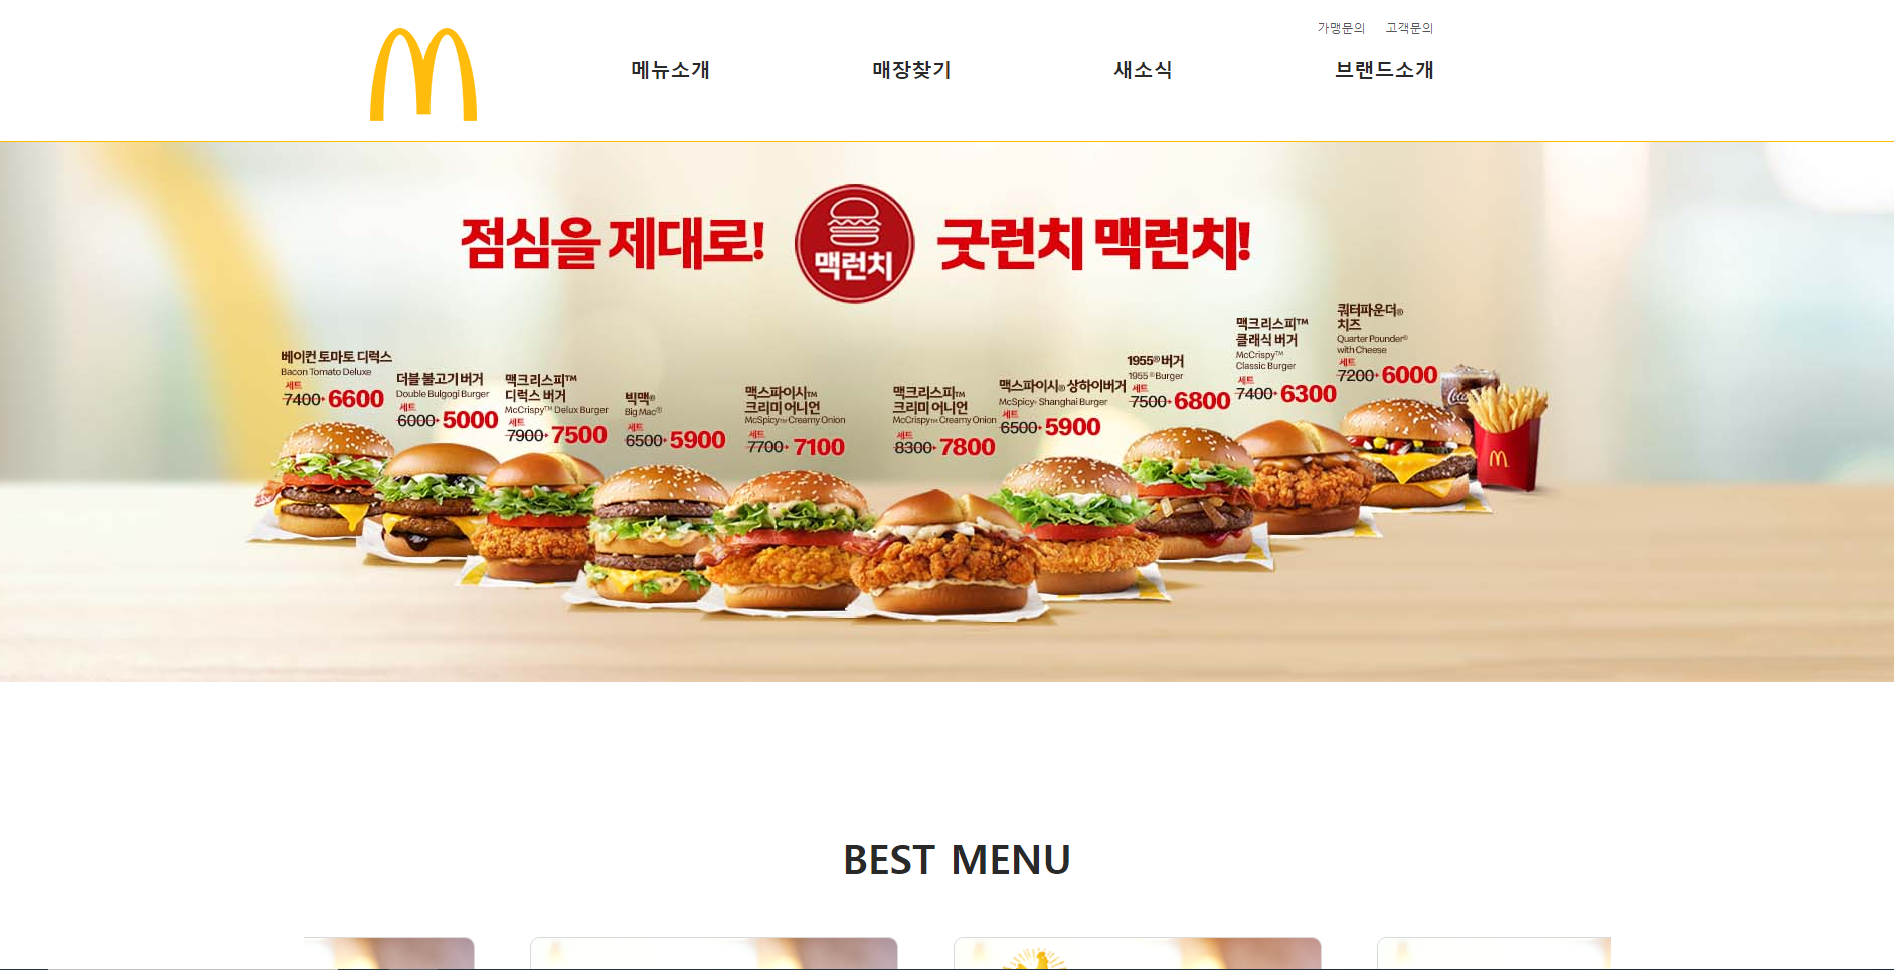 가맹문의 고객문의
메뉴소개 매장찾기 새소식 브랜드소개
점심을 제대로! 맥런치 굿런치 맥런치!
베이컨 토마토 디럭스
Bacon Tomato Deluxe
세트
7400 6600
더블 불고기 버거
Double Bulgogi Burger
세트
6000 5000
맥크리스피™
디럭스 버거
McCrispy™ Delux Burger
세트
7900 7500
빅맥®
Big Mac®
세트
6500 5900
맥스파이시™
크리미 어니언
McSpicy™ Creamy Onion
세트
7700 7100
맥크리스피™
크리미 어니언
McCrispy™ Creamy Onion
세트
8300 7800
맥스파이시® 상하이버거
McSpicy® Shanghai Burger
세트
6500 5900
1955® 버거
1955 ® Burger
세트
7500 6800
맥크리스피™
클래식 버거
McCrispy™
Classic Burger
세트
7400 6300
쿼터파운더®
치즈
Quarter Pounder®
with Cheese
세트
7200 6000
BEST MENU